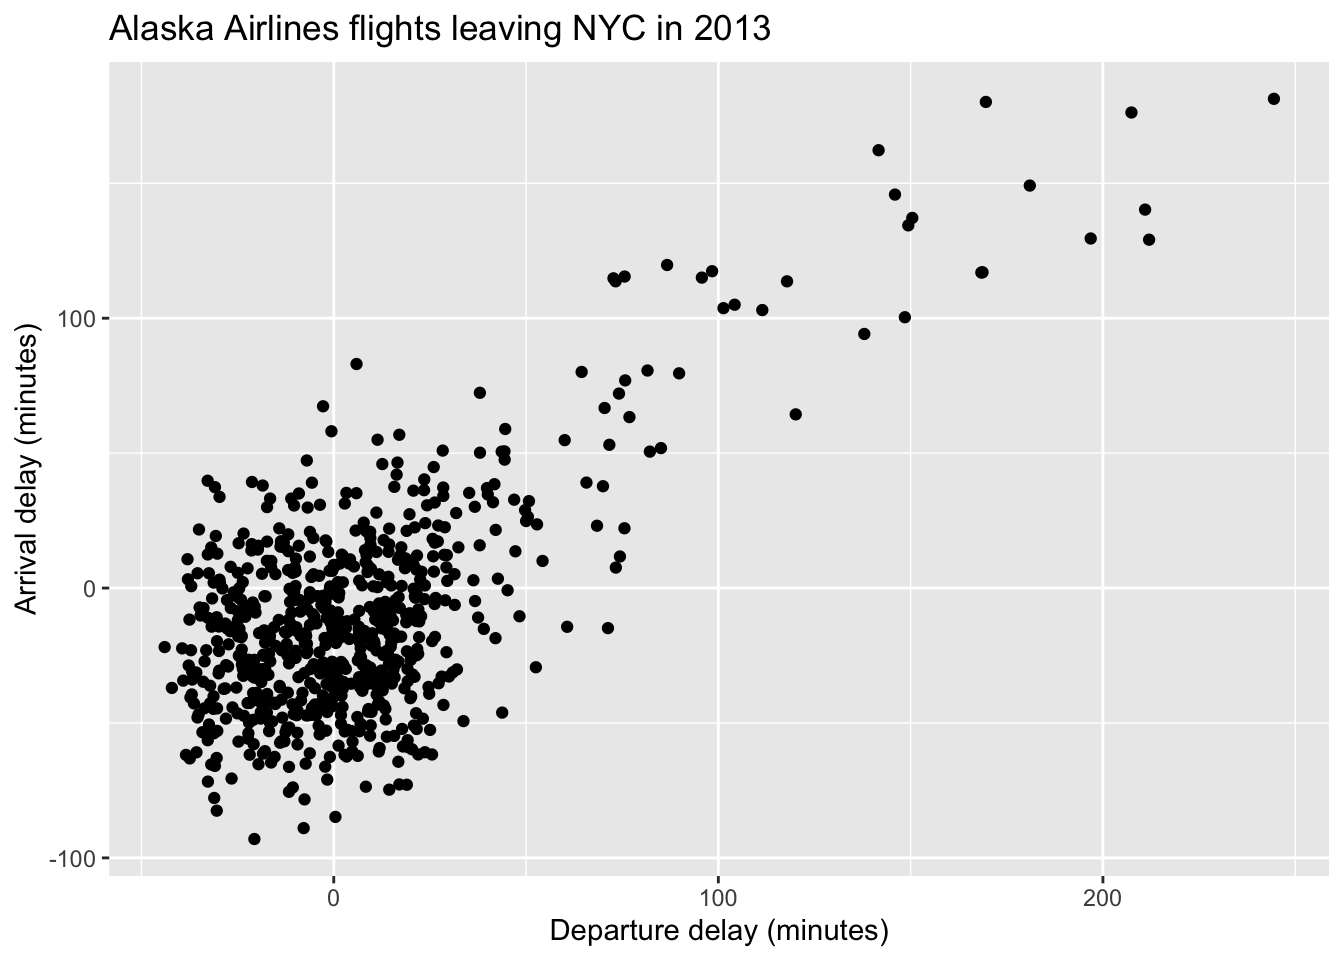 Alaska Airlines flights leaving NYC in 2013
Arrival delay (minutes)
100
0
-100
0 100 200
Departure delay (minutes)